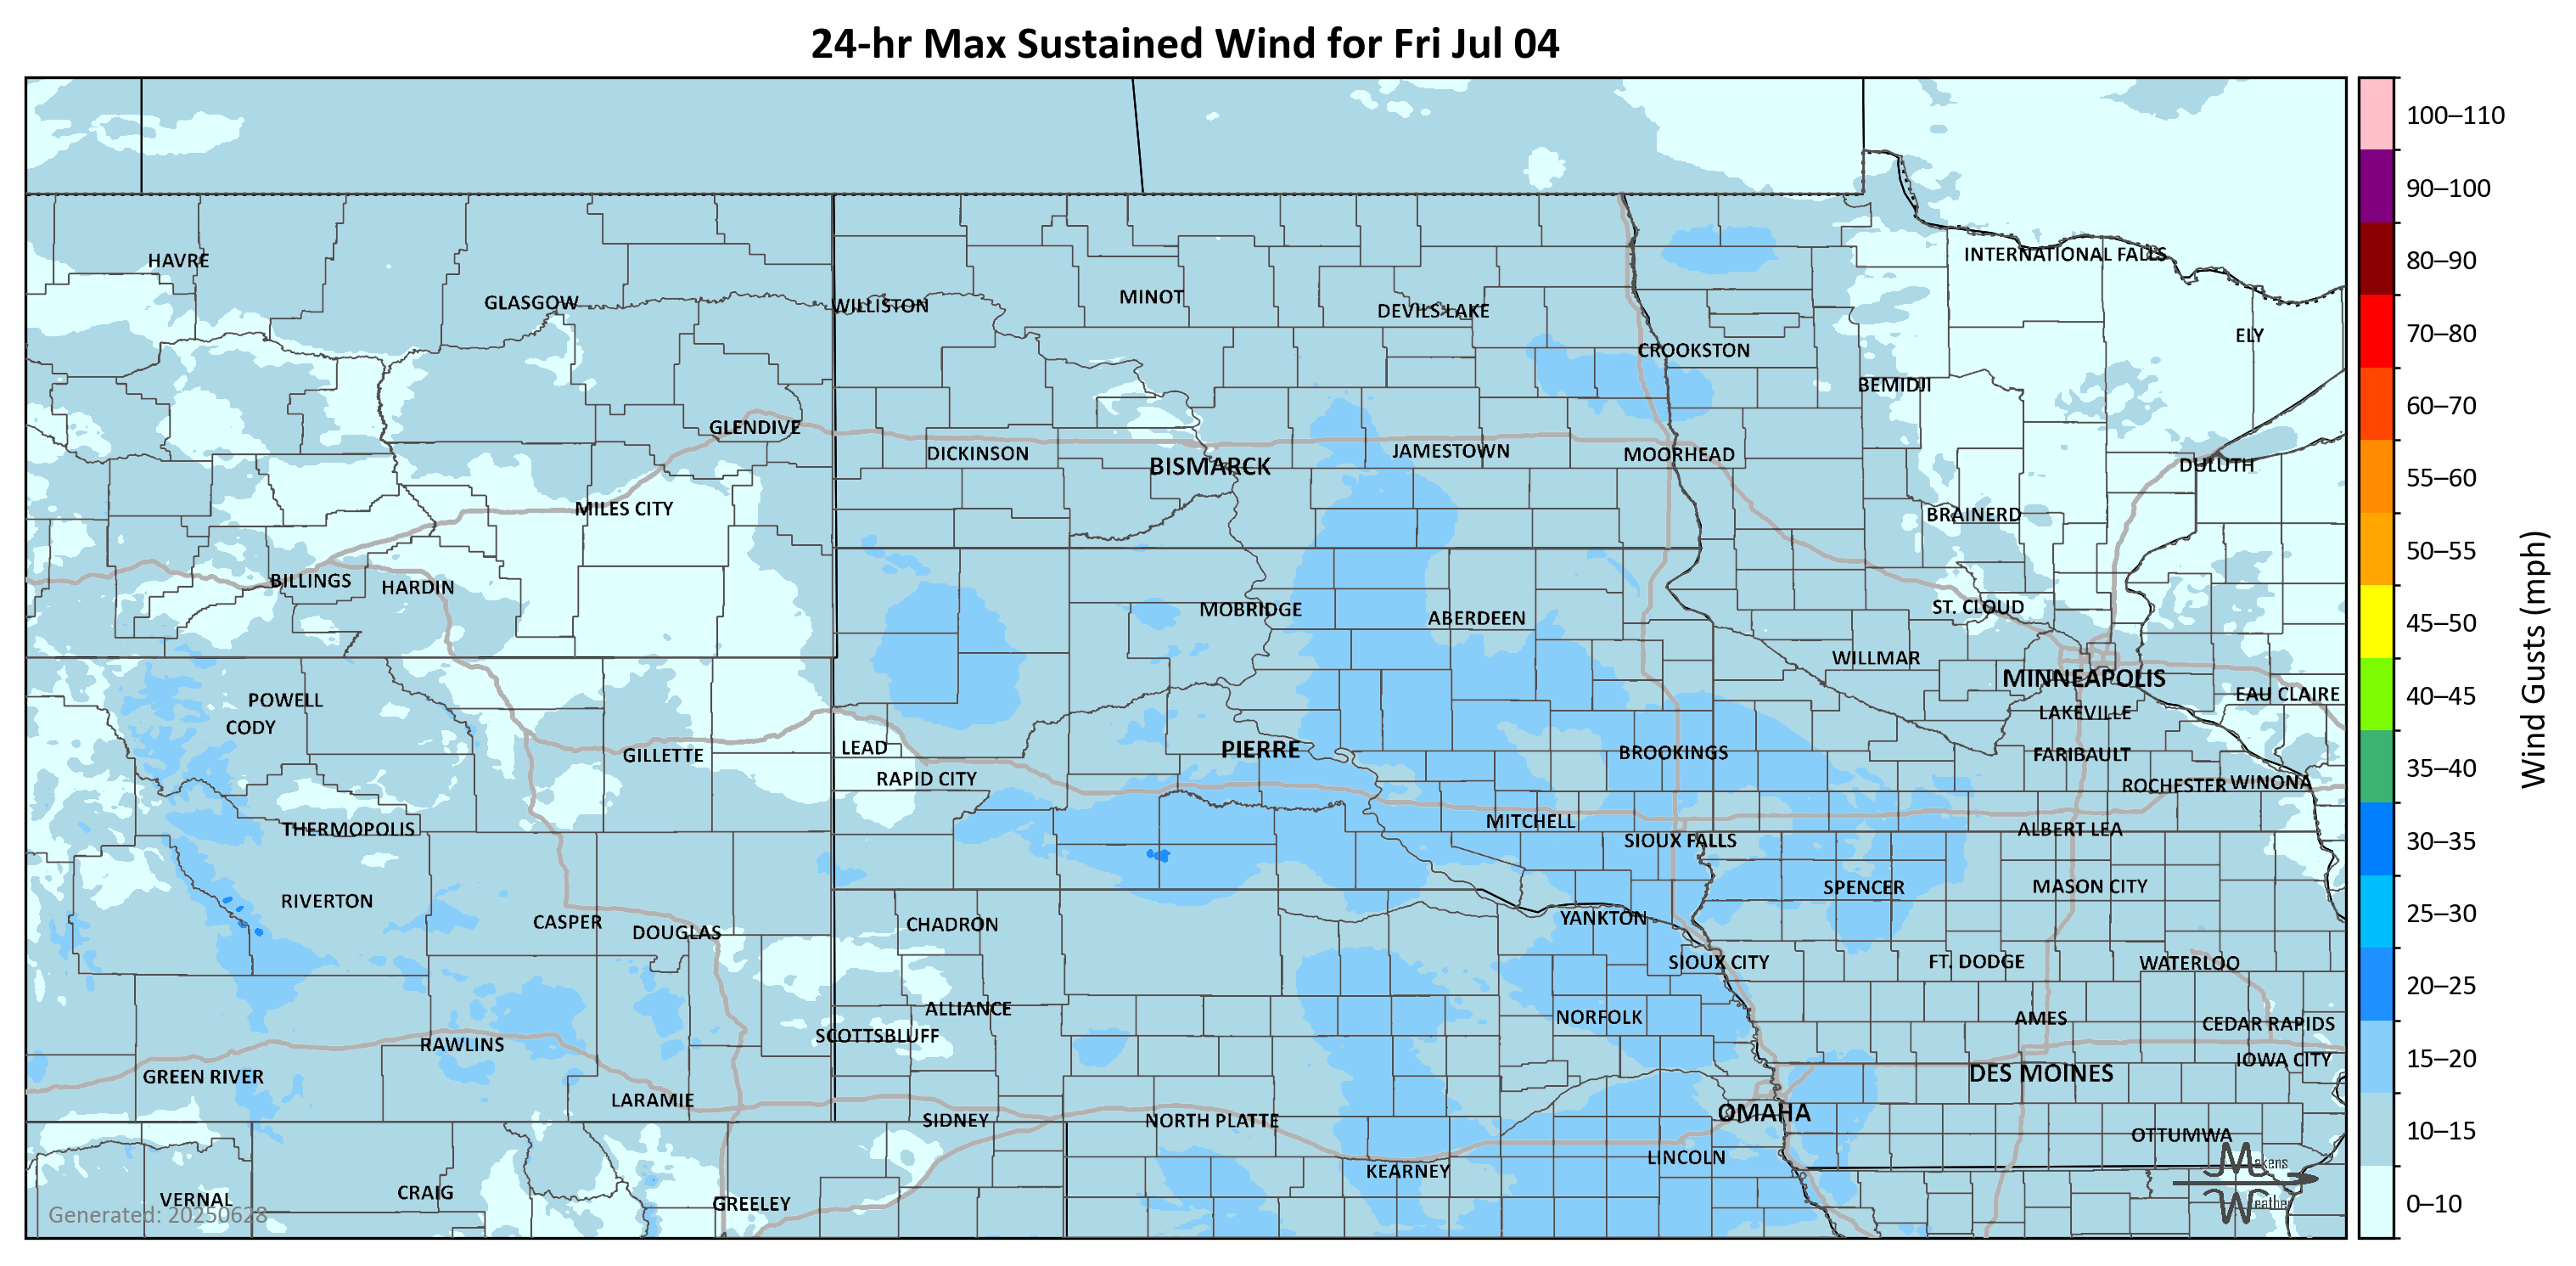 24-hr Max Sustained Wind for Fri Jul 04
100–110
90–100
80–90
70–80
60–70
55–60
50–55
45–50
40–45
35–40
30–35
25–30
20–25
15–20
10–15
0–10
Wind Gusts (mph)
HAVRE
INTERNATIONAL FALLS
GLASGOW
WILLISTON
MINOT
DEVILS LAKE
ELY
CROOKSTON
BEMIDJI
GLENDIVE
DICKINSON
BISMARCK
JAMESTOWN
MOORHEAD
DULUTH
MILES CITY
BRAINERD
BILLINGS
HARDIN
MOBRIDGE
ABERDEEN
ST. CLOUD
WILLMAR
MINNEAPOLIS
POWELL
EAU CLAIRE
CODY
LAKEVILLE
GILLETTE
LEAD
PIERRE
BROOKINGS
FARIBAULT
RAPID CITY
ROCHESTER
WINONA
THERMOPOLIS
MITCHELL
SIOUX FALLS
ALBERT LEA
RIVERTON
SPENCER
MASON CITY
CASPER
DOUGLAS
CHADRON
YANKTON
SIOUX CITY
FT. DODGE
WATERLOO
ALLIANCE
NORFOLK
AMES
CEDAR RAPIDS
SCOTTSBLUFF
RAWLINS
IOWA CITY
GREEN RIVER
DES MOINES
LARAMIE
SIDNEY
NORTH PLATTE
OMAHA
OTTUMWA
KEARNEY
LINCOLN
VERNAL
CRAIG
GREELEY
Generated: 20250628
Makens
Weather